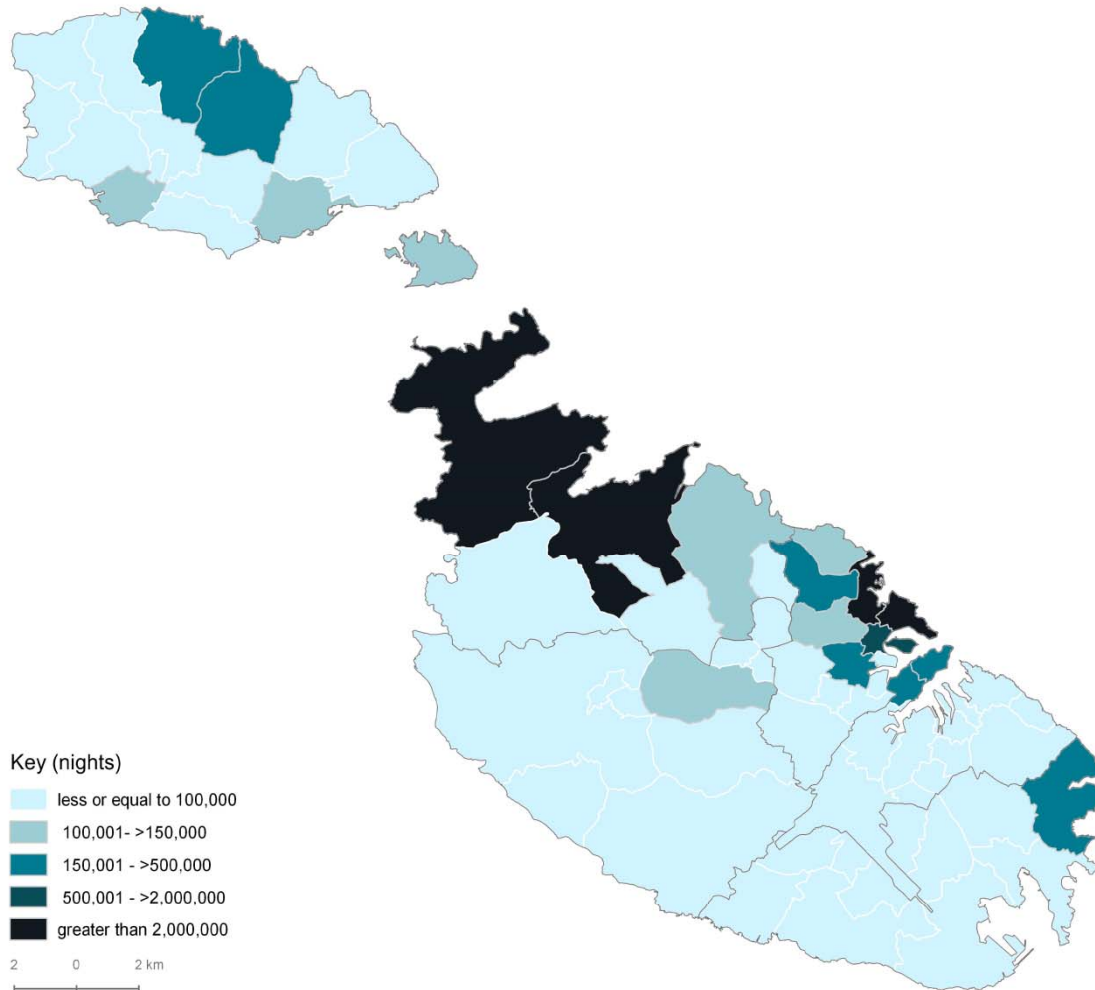 Key (nights)
less or equal to 100,000
100,001- >150,000
150,001 - >500,000
500,001 - >2,000,000
greater than 2,000,000
2 0 2 km